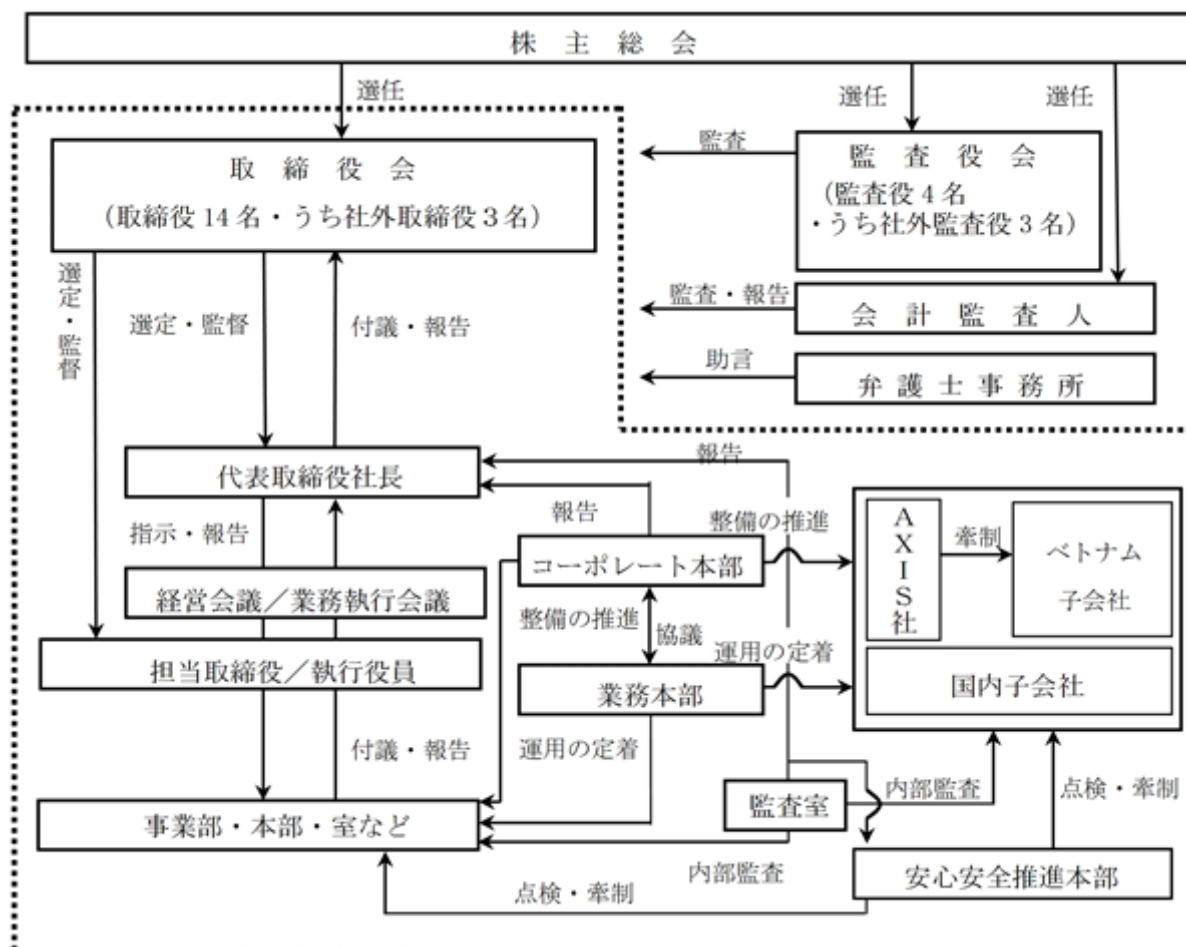 株主総会
選任
選任
選任
取締役会
（取締役14名・うち社外取締役3名）
監査
監査役会
（監査役4名
・うち社外監査役3名）
選定・監督
選定・監督
付議・報告
監査・報告
会計監査人
助言
弁護士事務所
代表取締役社長
報告
指示・報告
報告
整備の推進
AXIS社
牽制
ベトナム
子会社
コーポレート本部
経営会議／業務執行会議
整備の推進
協議
運用の定着
担当取締役／執行役員
業務本部
国内子会社
付議・報告
運用の定着
監査室
内部監査
点検・牽制
事業部・本部・室など
内部監査
安心安全推進本部
点検・牽制